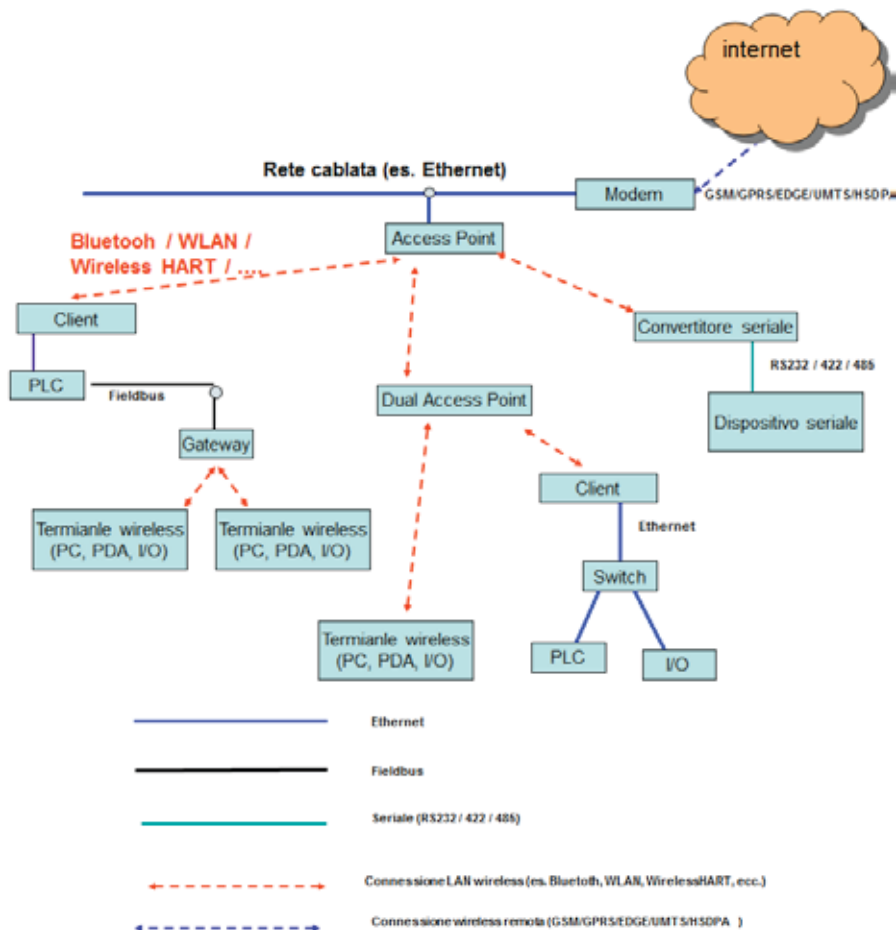 internet
Rete cablata (es. Ethernet)
Modem
GSM/GPRS/EDGE/UMTS/HSDPA
Access Point
Bluetooh / WLAN /
Wireless HART / ....
Client
Convertitore seriale
PLC
Fieldbus
RS232 / 422 / 485
Dual Access Point
Dispositivo seriale
Gateway
Client
Termianle wireless
(PC, PDA, I/O)
Termianle wireless
(PC, PDA, I/O)
Ethernet
Switch
Termianle wireless
(PC, PDA, I/O)
PLC
I/O
Ethernet
Fieldbus
Seriale (RS232 / 422 / 485)
Connessione LAN wireless (es. Bluetoth, WLAN, WirelessHART, ecc.)
Connessione wireless remota (GSM/GPRS/EDGE/UMTS/HSDPA )